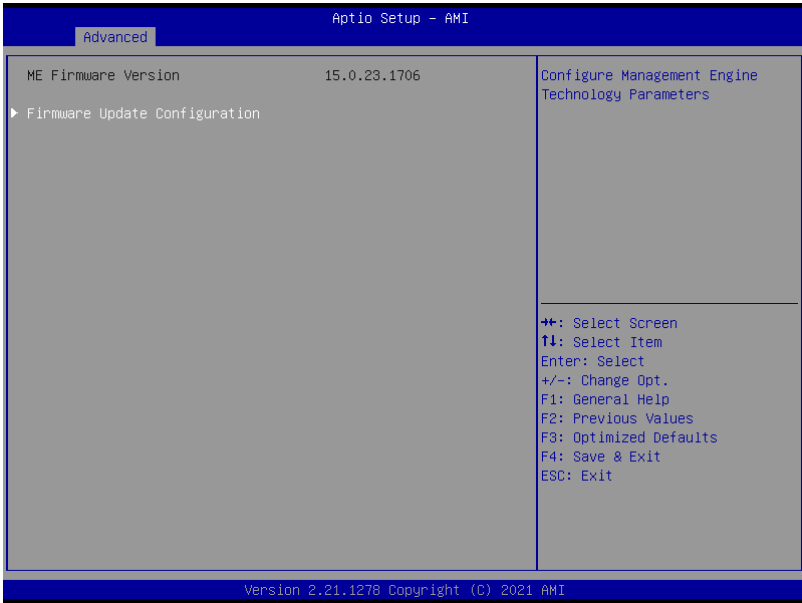 Aptio Setup – AMI
Advanced
ME Firmware Version 15.0.23.1706
Firmware Update Configuration
Configure Management Engine
Technology Parameters
→←: Select Screen
↑↓: Select Item
Enter: Select
+/-: Change Opt.
F1: General Help
F2: Previous Values
F3: Optimized Defaults
F4: Save & Exit
ESC: Exit
Version 2.21.1278 Copyright (C) 2021 AMI